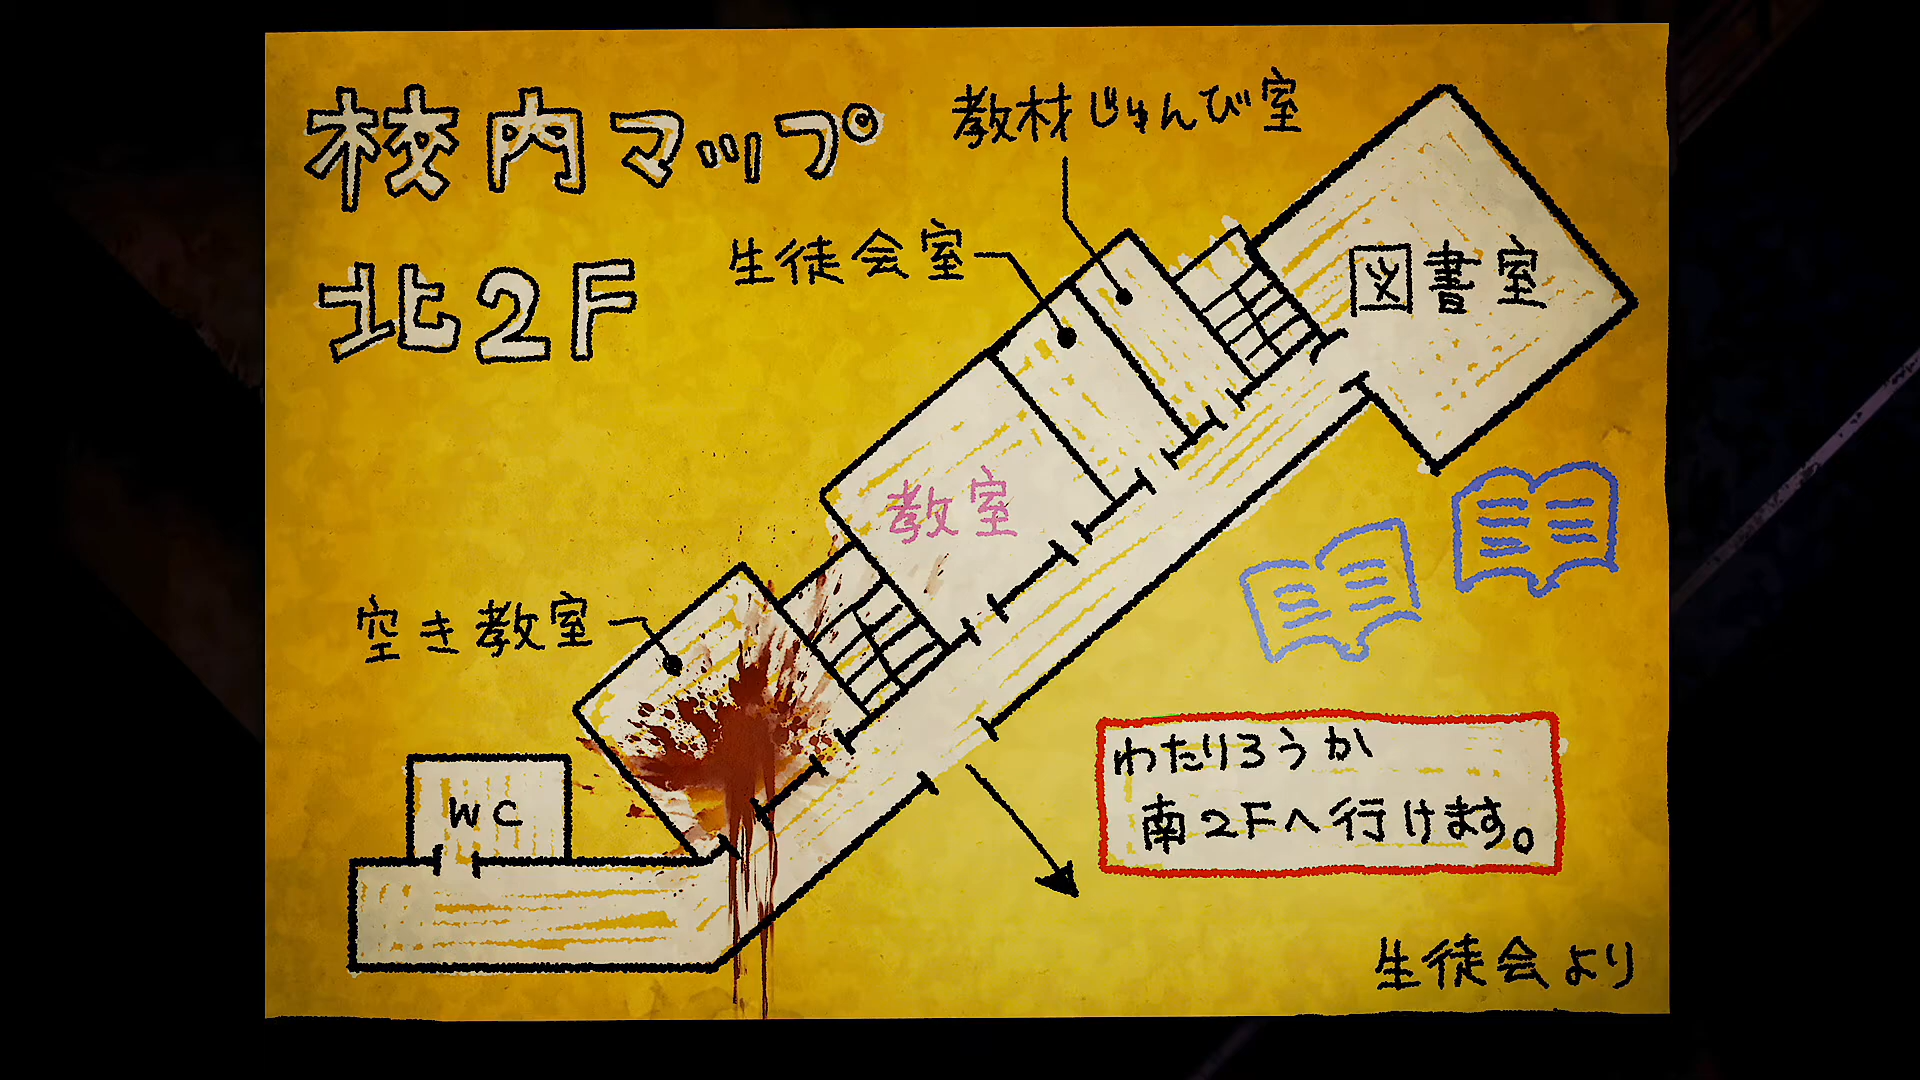 校内マップ
北2F
教材じゅんび室
生徒会室
図書室
教室
空き教室
WC
わたりろうか
南2Fへ行けます。
生徒会より